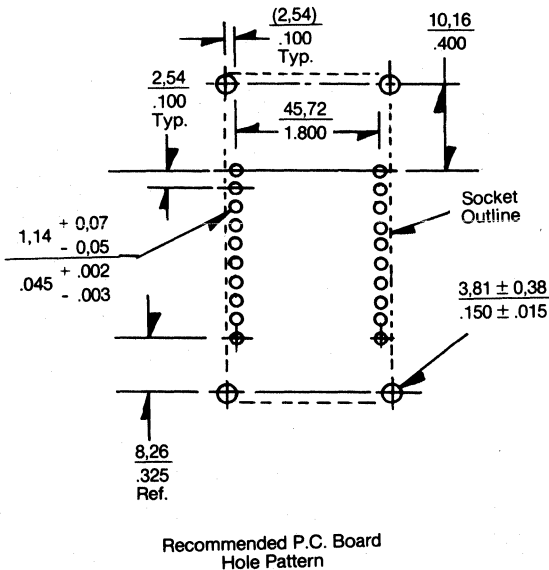 (2,54)
.100
Typ.
10,16
.400
2,54
.100
Typ.
45,72
1.800
Socket
Outline
1,14 + 0,07
- 0,05
.045 + .002
- .003
3,81 ± 0,38
.150 ± .015
8,26
.325
Ref.
Recommended P.C. Board
Hole Pattern